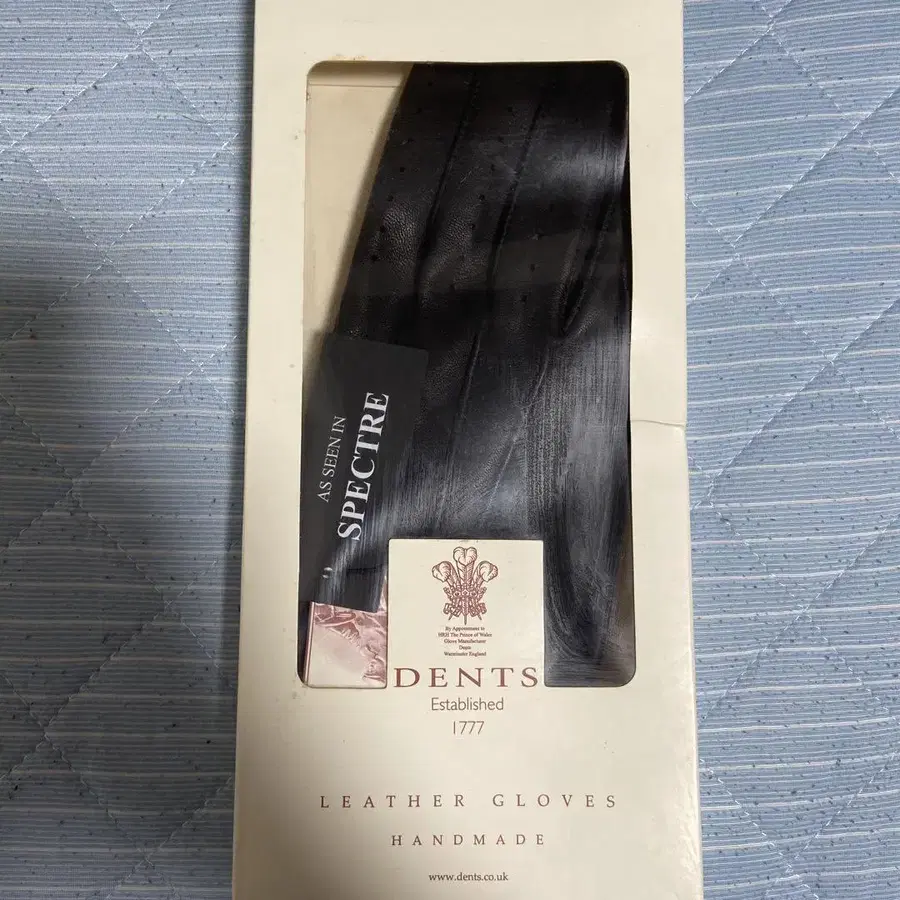 AS SEEN IN
SPECTRE
By Appointment to
HRH The Prince of Wales
Glove Manufacturer
Dents
Warminster England
DENTS
Established
1777
LEATHER GLOVES
HANDMADE
www.dents.co.uk